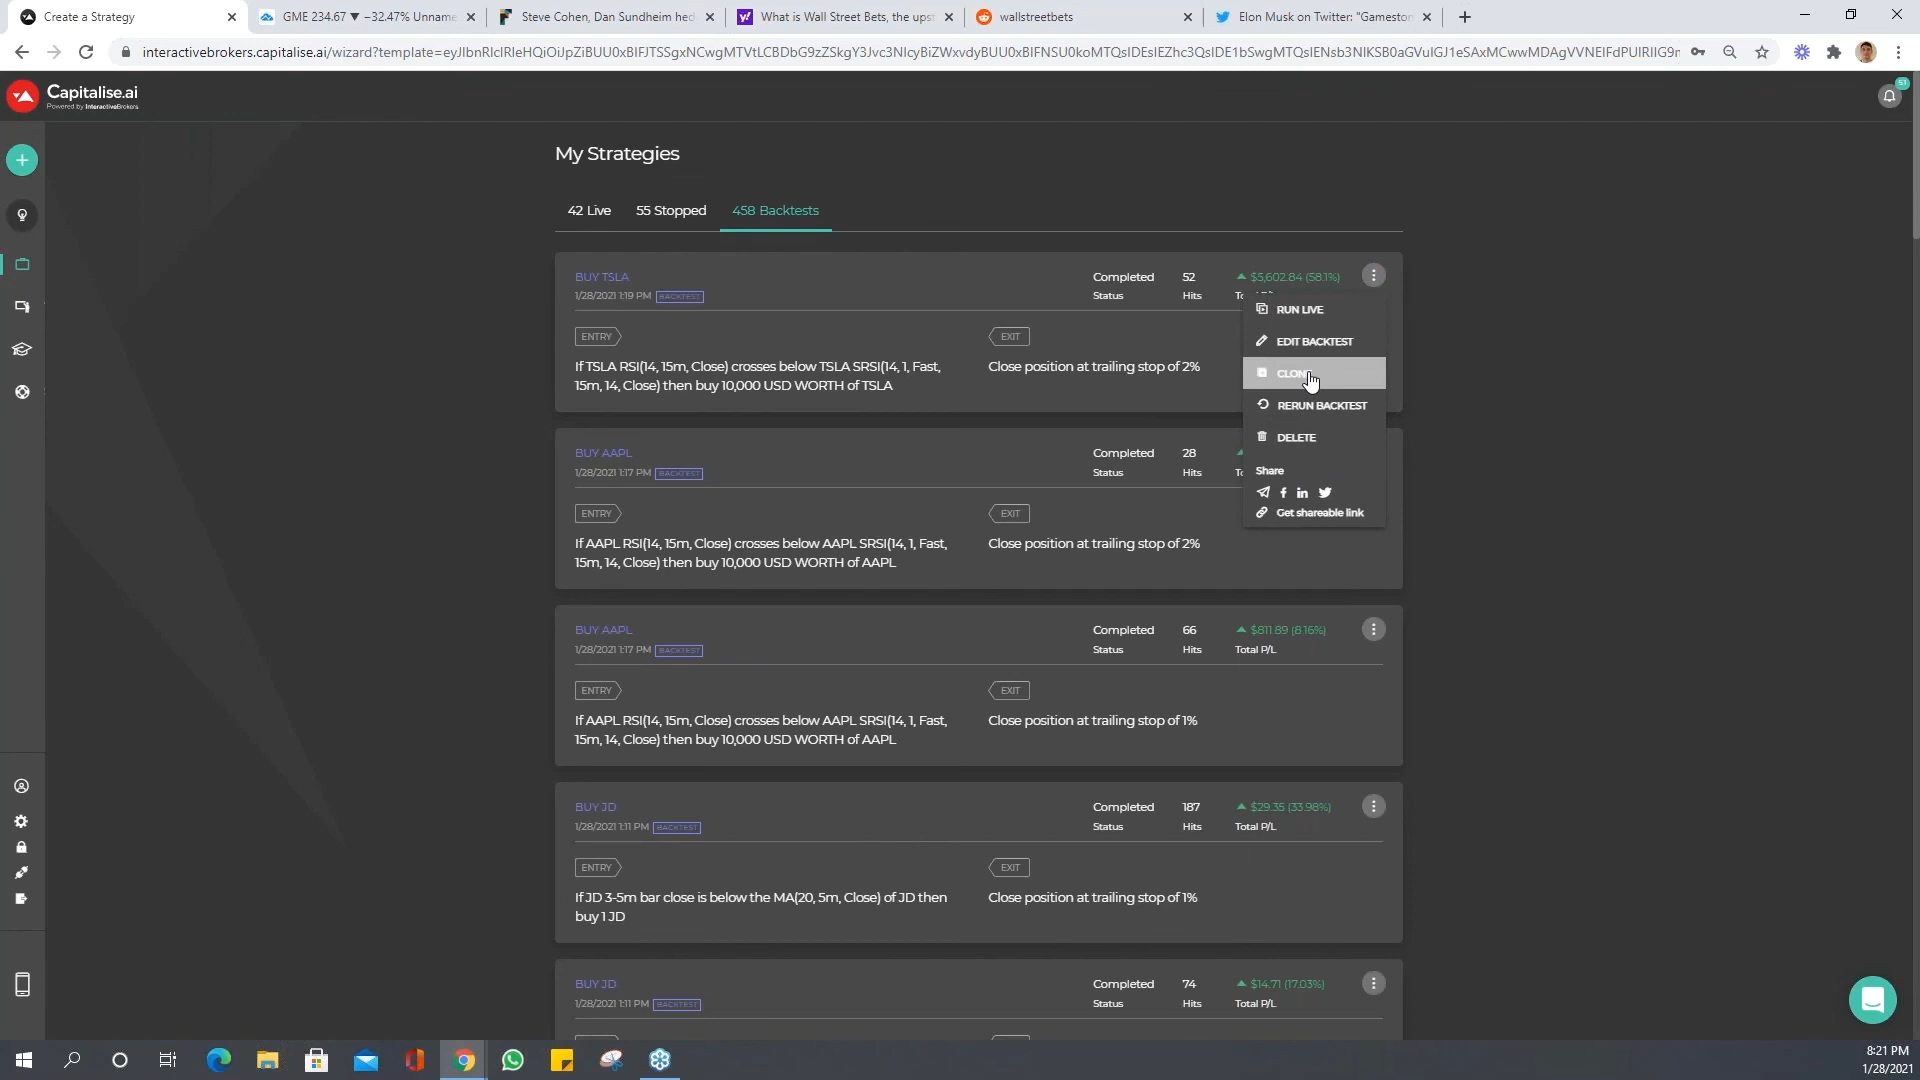 Create a Strategy
GME 234.67 ▼ −32.47% Unname
Steve Cohen, Dan Sundheim hed
What is Wall Street Bets, the upst
wallstreetbets
Elon Musk on Twitter: "Gamestor
Capitalise.ai
Powered by InteractiveBrokers
51
My Strategies
42 Live 55 Stopped 458 Backtests
BUY TSLA Completed 52 $5,602.84 (58.1%)
1/28/2021 1:19 PM BACKTEST Status Hits
ENTRY EXIT
If TSLA RSI(14, 15m, Close) crosses below TSLA SRSI(14, 1, Fast, Close position at trailing stop of 2%
15m, 14, Close) then buy 10,000 USD WORTH of TSLA
RUN LIVE
EDIT BACKTEST
CLONE
RERUN BACKTEST
DELETE
Share
Get shareable link
BUY AAPL Completed 28
1/28/2021 1:17 PM BACKTEST Status Hits
ENTRY EXIT
If AAPL RSI(14, 15m, Close) crosses below AAPL SRSI(14, 1, Fast, Close position at trailing stop of 2%
15m, 14, Close) then buy 10,000 USD WORTH of AAPL
BUY AAPL Completed 66 $811.89 (8.16%)
1/28/2021 1:17 PM BACKTEST Status Hits Total P/L
ENTRY EXIT
If AAPL RSI(14, 15m, Close) crosses below AAPL SRSI(14, 1, Fast, Close position at trailing stop of 1%
15m, 14, Close) then buy 10,000 USD WORTH of AAPL
BUY JD Completed 187 $29.35 (33.98%)
1/28/2021 1:11 PM BACKTEST Status Hits Total P/L
ENTRY EXIT
If JD 3-5m bar close is below the MA(20, 5m, Close) of JD then Close position at trailing stop of 1%
buy 1 JD
BUY JD Completed 74 $14.71 (17.03%)
1/28/2021 1:11 PM BACKTEST Status Hits Total P/L
8:21 PM
1/28/2021